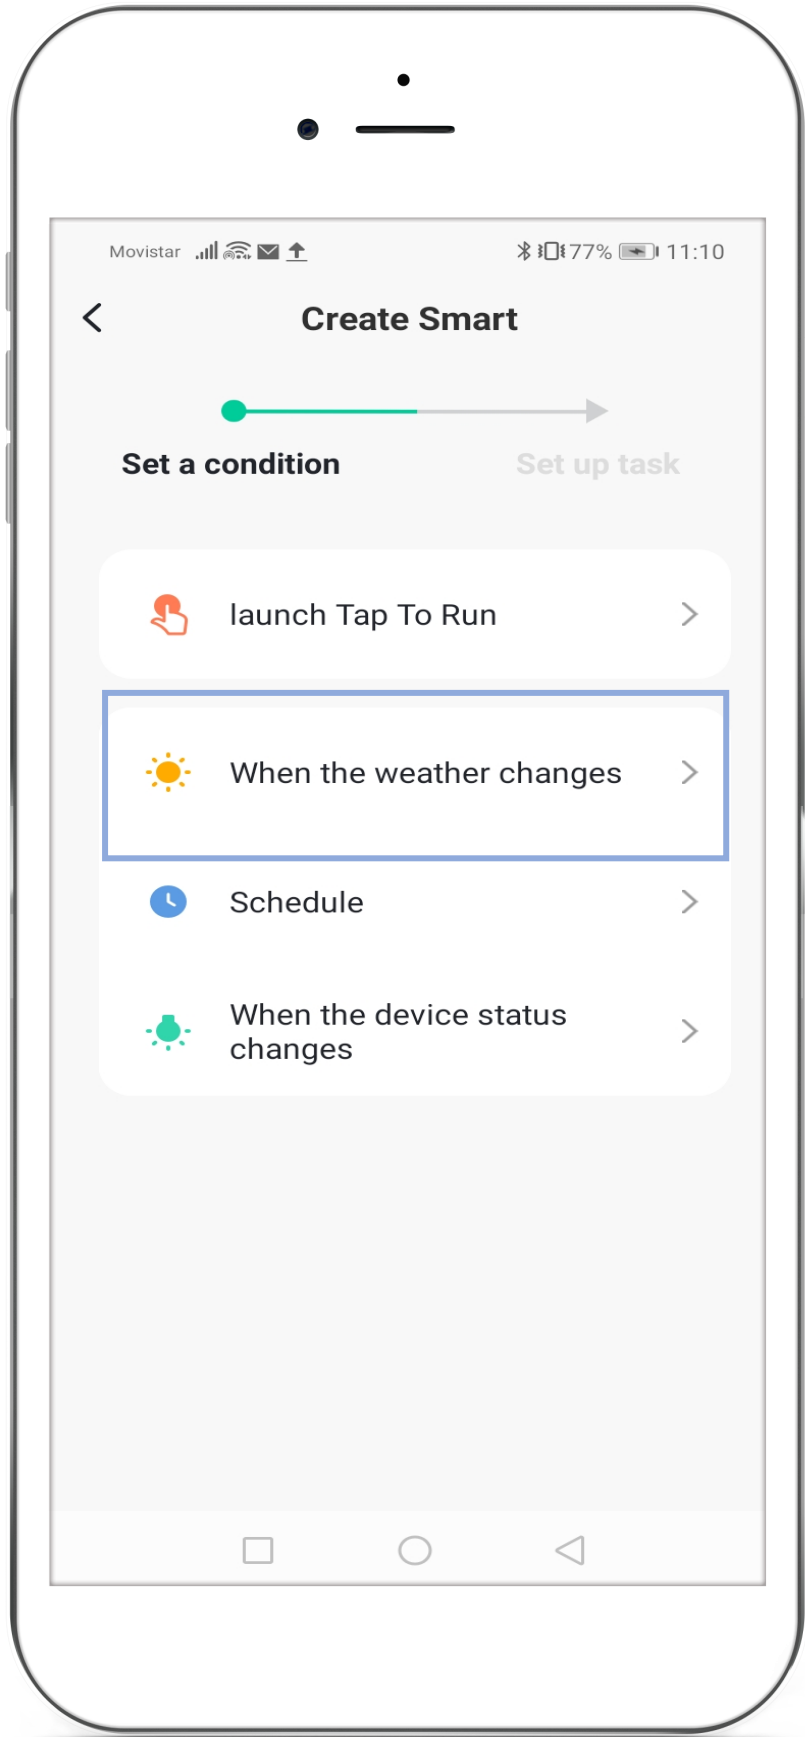 Movistar 77% 11:10
Create Smart
Set a condition Set up task
launch Tap To Run
When the weather changes
Schedule
When the device status
changes